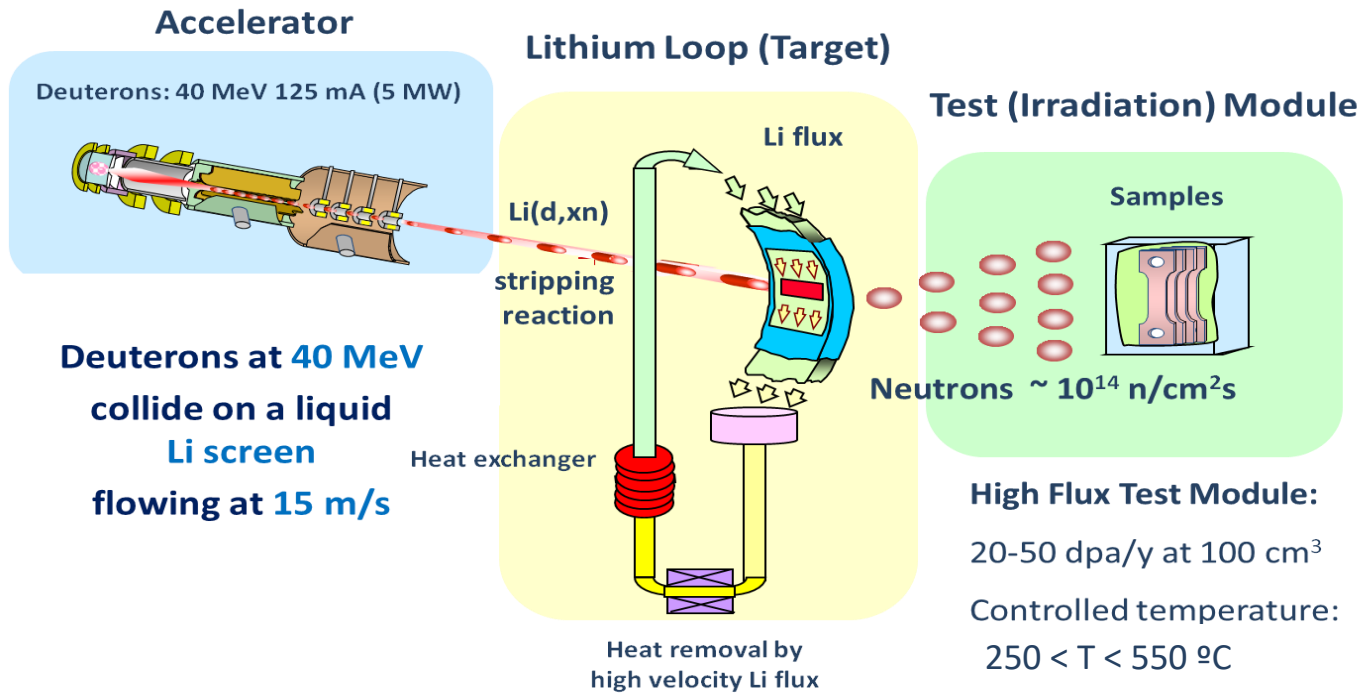 Accelerator
Deuterons: 40 MeV 125 mA (5 MW)
Deuterons at 40 MeV
collide on a liquid
Li screen
flowing at 15 m/s
Lithium Loop (Target)
Li flux
Li(d,xn)
stripping
reaction
Heat exchanger
Heat removal by
high velocity Li flux
Test (Irradiation) Module
Samples
Neutrons ~ 10¹⁴ n/cm²s
High Flux Test Module:
20-50 dpa/y at 100 cm³
Controlled temperature:
250 < T < 550 ºC